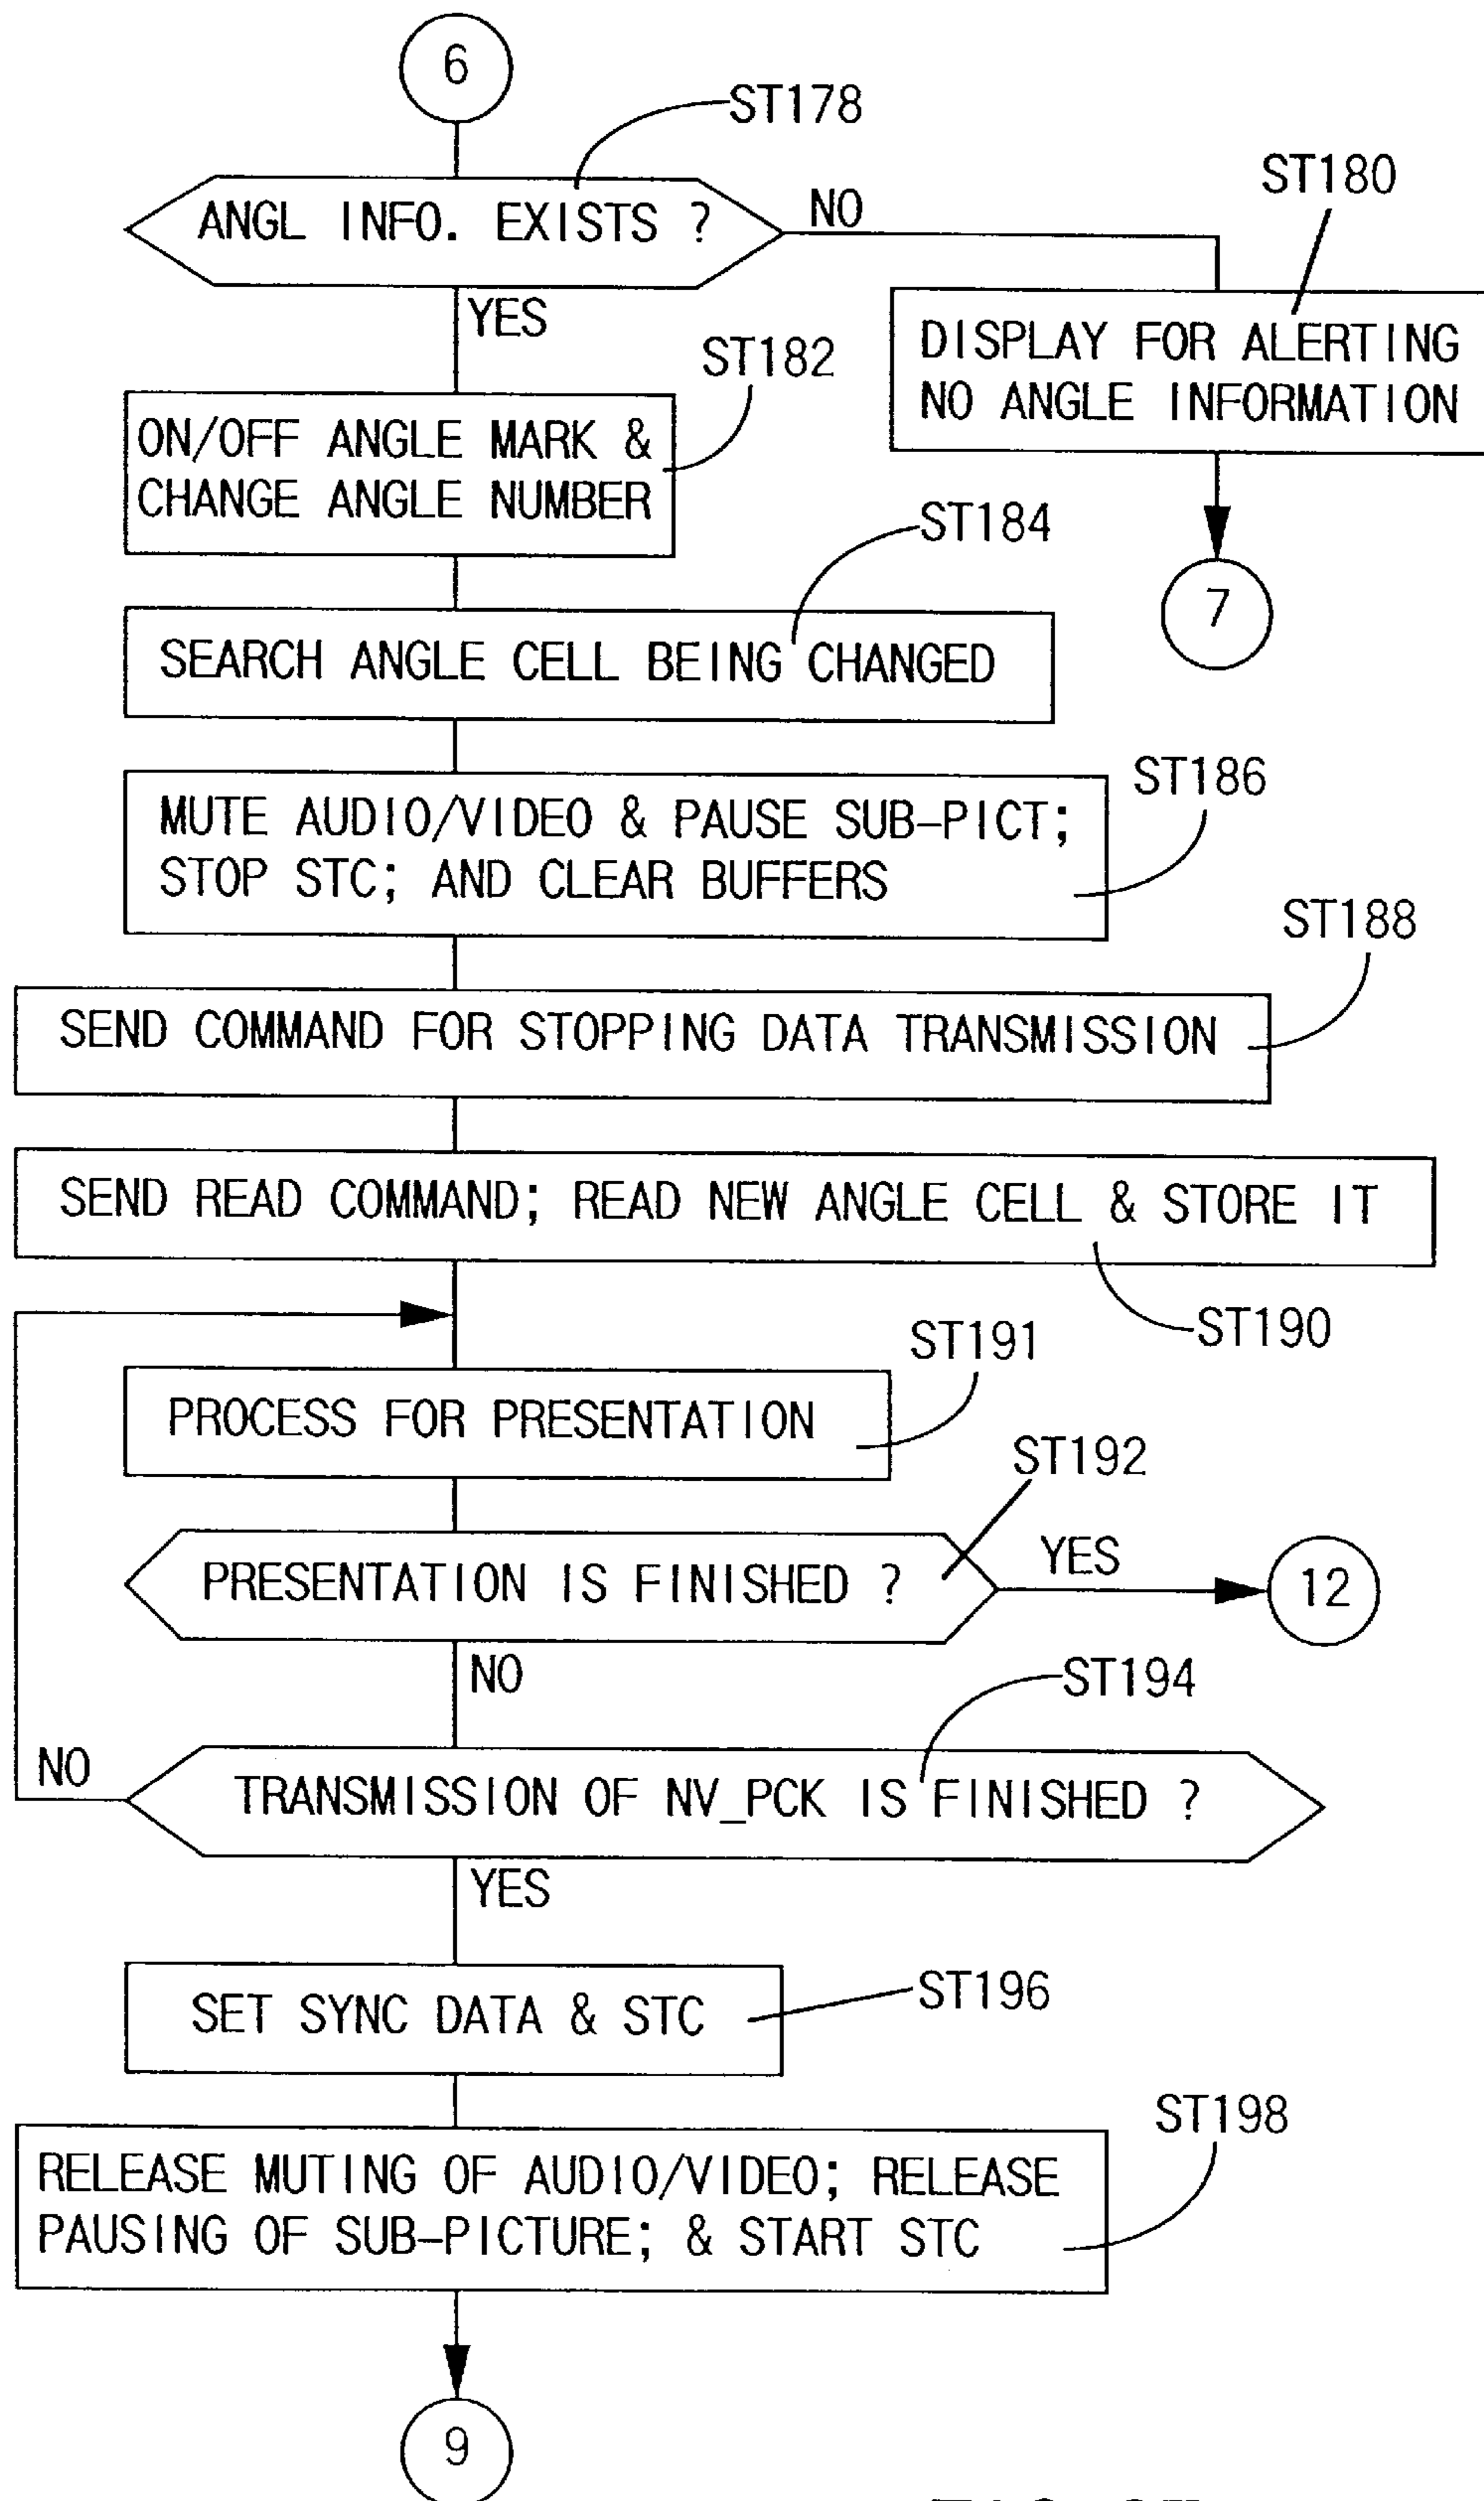 6
ST178
ANGL INFO. EXISTS ?
NO
ST180
YES
DISPLAY FOR ALERTING
NO ANGLE INFORMATION
ST182
ON/OFF ANGLE MARK &
CHANGE ANGLE NUMBER
ST184
7
SEARCH ANGLE CELL BEING CHANGED
ST186
MUTE AUDIO/VIDEO & PAUSE SUB-PICT;
STOP STC; AND CLEAR BUFFERS
ST188
SEND COMMAND FOR STOPPING DATA TRANSMISSION
SEND READ COMMAND; READ NEW ANGLE CELL & STORE IT
ST190
ST191
PROCESS FOR PRESENTATION
ST192
PRESENTATION IS FINISHED ?
YES
12
NO
ST194
NO
TRANSMISSION OF NV_PCK IS FINISHED ?
YES
SET SYNC DATA & STC
ST196
ST198
RELEASE MUTING OF AUDIO/VIDEO; RELEASE
PAUSING OF SUB-PICTURE; & START STC
9